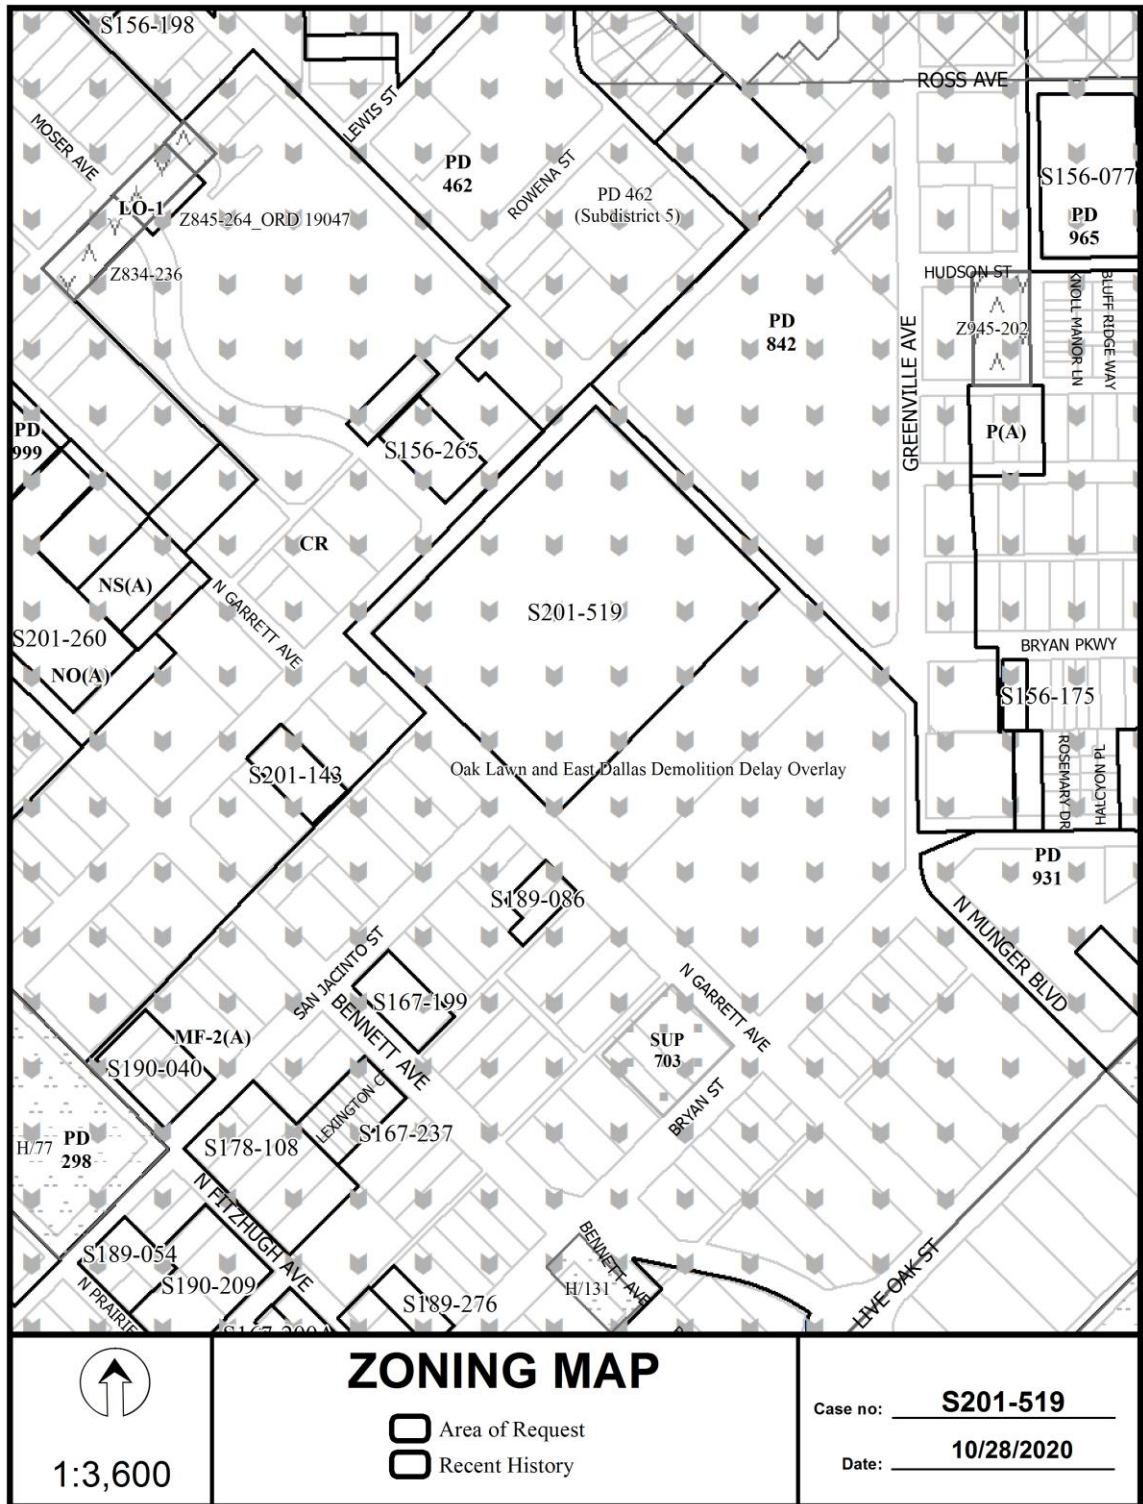 S156-198
ROSS AVE
MOSER AVE
LEWIS ST
PD
462
ROWENA ST
PD 462
(Subdistrict 5)
S156-077
PD
965
LO-1
Z845-264_ORD 19047
Z834-236
HUDSON ST
KNOLL MANOR LN
BLUFF RIDGE WAY
Z945-202
PD
842
GREENVILLE AVE
P(A)
PD
999
S156-265
CR
NS(A)
N GARRETT AVE
S201-519
S201-260
NO(A)
BRYAN PKWY
S156-175
S201-143
Oak Lawn and East Dallas Demolition Delay Overlay
ROSEMARY DR
HALCYON PL
PD
931
S189-086
N MUNGER BLVD
SAN JACINTO ST
S167-199
BENNETT AVE
N GARRETT AVE
MF-2(A)
S190-040
SUP
703
LEXINGTON
S167-237
BRYAN ST
H/77
PD
298
S178-108
N FITZHUGH AVE
S189-054
S190-209
N PRAIRIE
BENNETT AVE
H/131
S189-276
LIVE OAK ST
1:3,600
ZONING MAP
Area of Request
Recent History
Case no: S201-519
Date: 10/28/2020